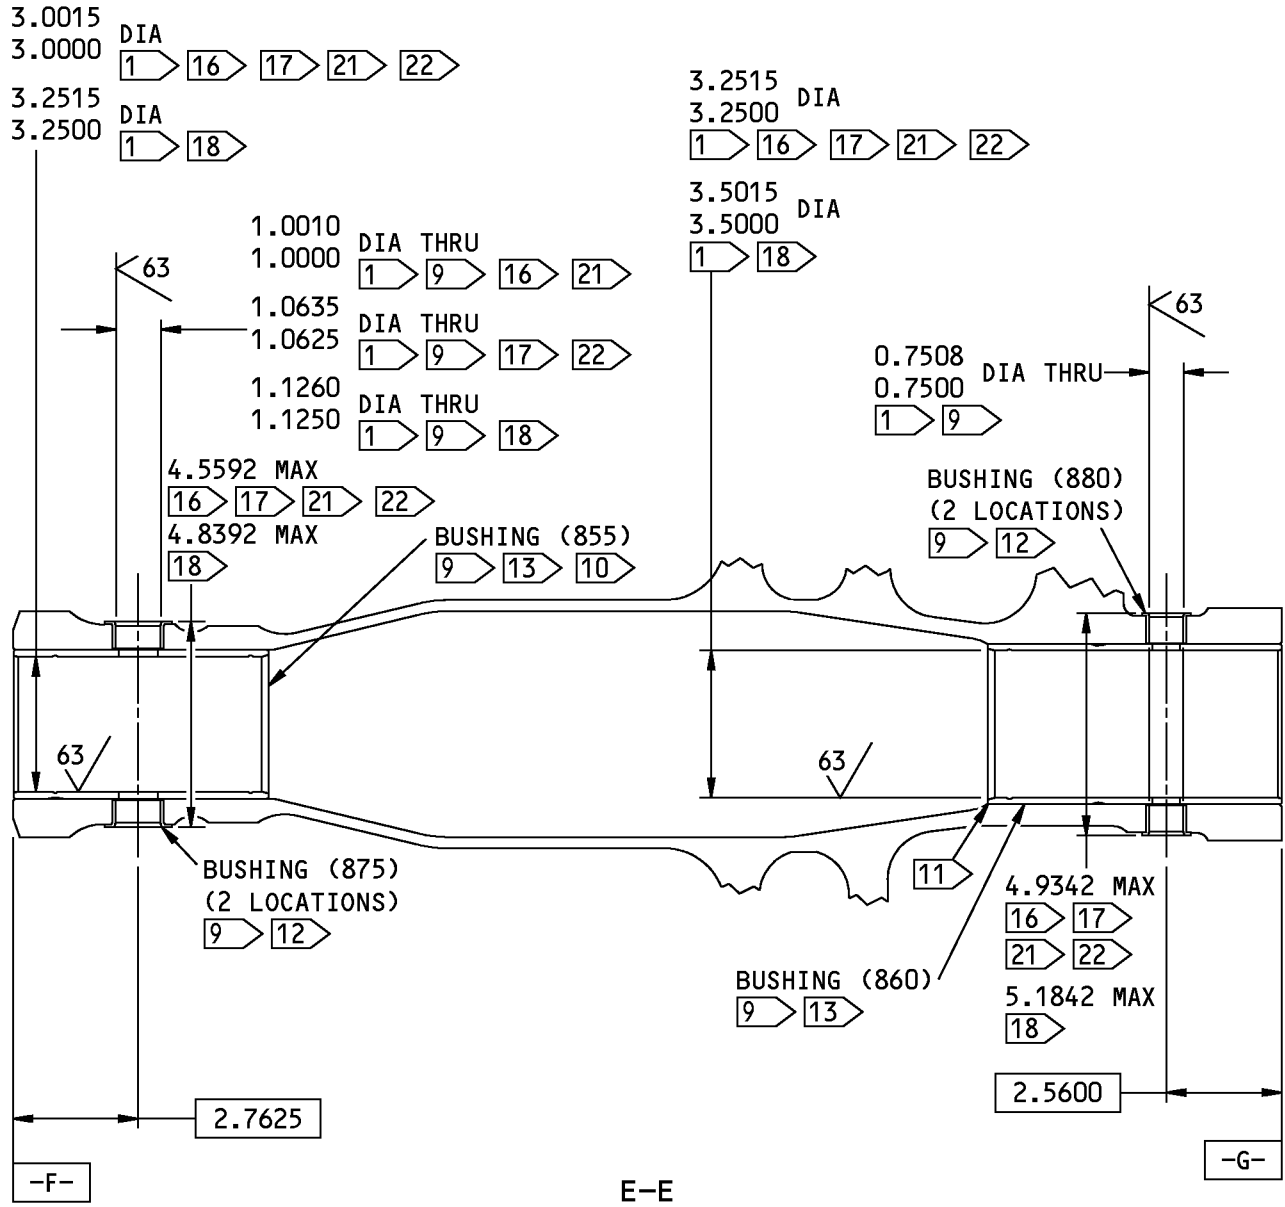 3.0015
3.0000 DIA
1 16 17 21 22
3.2515
3.2500 DIA
1 18
3.2515
3.2500 DIA
1 16 17 21 22
3.5015
3.5000 DIA
1 18
63
1.0010
1.0000 DIA THRU
1 9 16 21
1.0635
1.0625 DIA THRU
1 9 17 22
1.1260
1.1250 DIA THRU
1 9 18
63
0.7508
0.7500 DIA THRU
1 9
4.5592 MAX
16 17 21 22
4.8392 MAX
18
BUSHING (855)
9 13 10
BUSHING (880)
(2 LOCATIONS)
9 12
63
63
BUSHING (875)
(2 LOCATIONS)
9 12
11
4.9342 MAX
16 17
21 22
5.1842 MAX
18
BUSHING (860)
9 13
2.7625
2.5600
-F-
-G-
E-E